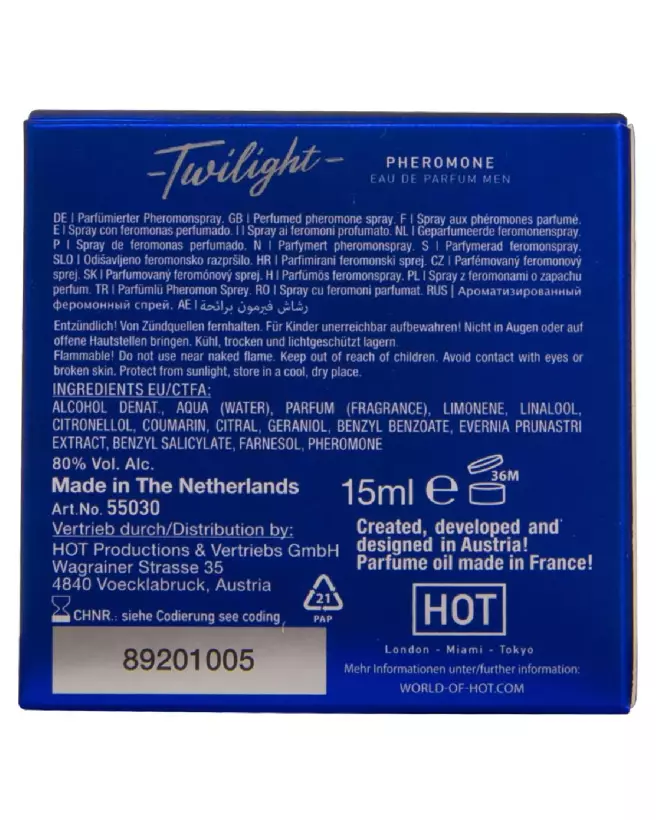 -Twilight-
PHEROMONE
EAU DE PARFUM MEN
DE I Parfümierter Pheromonspray. GB I Perfumed pheromone spray. F I Spray aux phéromones parfumé.
E I Spray con feromonas perfumado. I I Spray ai feromoni profumato. NL I Geparfumeerde feromonenspray.
P I Spray de feromonas perfumado. N I Parfymert pheromonspray. S I Parfymerad feromonspray.
SLO I Odišavljeno feromonsko razpršilo. HR I Parfimirani feromonski sprej. CZ I Parfémovaný feromonový
sprej. SK I Parfumovaný feromónový sprej. H I Parfümös feromonspray. PL I Spray z feromonami o zapachu
perfum. TR I Parfümlü Pheromon Sprey. RO I Spray cu feromoni parfumat. RUS I Ароматизированный
феромонный спрей. AE I رشاش فيرمون برائحة
Entzündlich! Von Zündquellen fernhalten. Für Kinder unerreichbar aufbewahren! Nicht in Augen oder auf
offene Hautstellen bringen. Kühl, trocken und lichtgeschützt lagern.
Flammable! Do not use near naked flame. Keep out of reach of children. Avoid contact with eyes or
broken skin. Protect from sunlight, store in a cool, dry place.
INGREDIENTS EU/CTFA:
ALCOHOL DENAT., AQUA (WATER), PARFUM (FRAGRANCE), LIMONENE, LINALOOL,
CITRONELLOL, COUMARIN, CITRAL, GERANIOL, BENZYL BENZOATE, EVERNIA PRUNASTRI
EXTRACT, BENZYL SALICYLATE, FARNESOL, PHEROMONE
80% Vol. Alc.
Made in The Netherlands
Art.No. 55030
Vertrieb durch/Distribution by:
HOT Productions & Vertriebs GmbH
Wagrainer Strasse 35
4840 Voecklabruck, Austria
CHNR.: siehe Codierung see coding
89201005
21
PAP
15ml e
36M
Created, developed and
designed in Austria!
Parfume oil made in France!
HOT
London - Miami - Tokyo
Mehr Informationen unter/further information:
WORLD-OF-HOT.COM